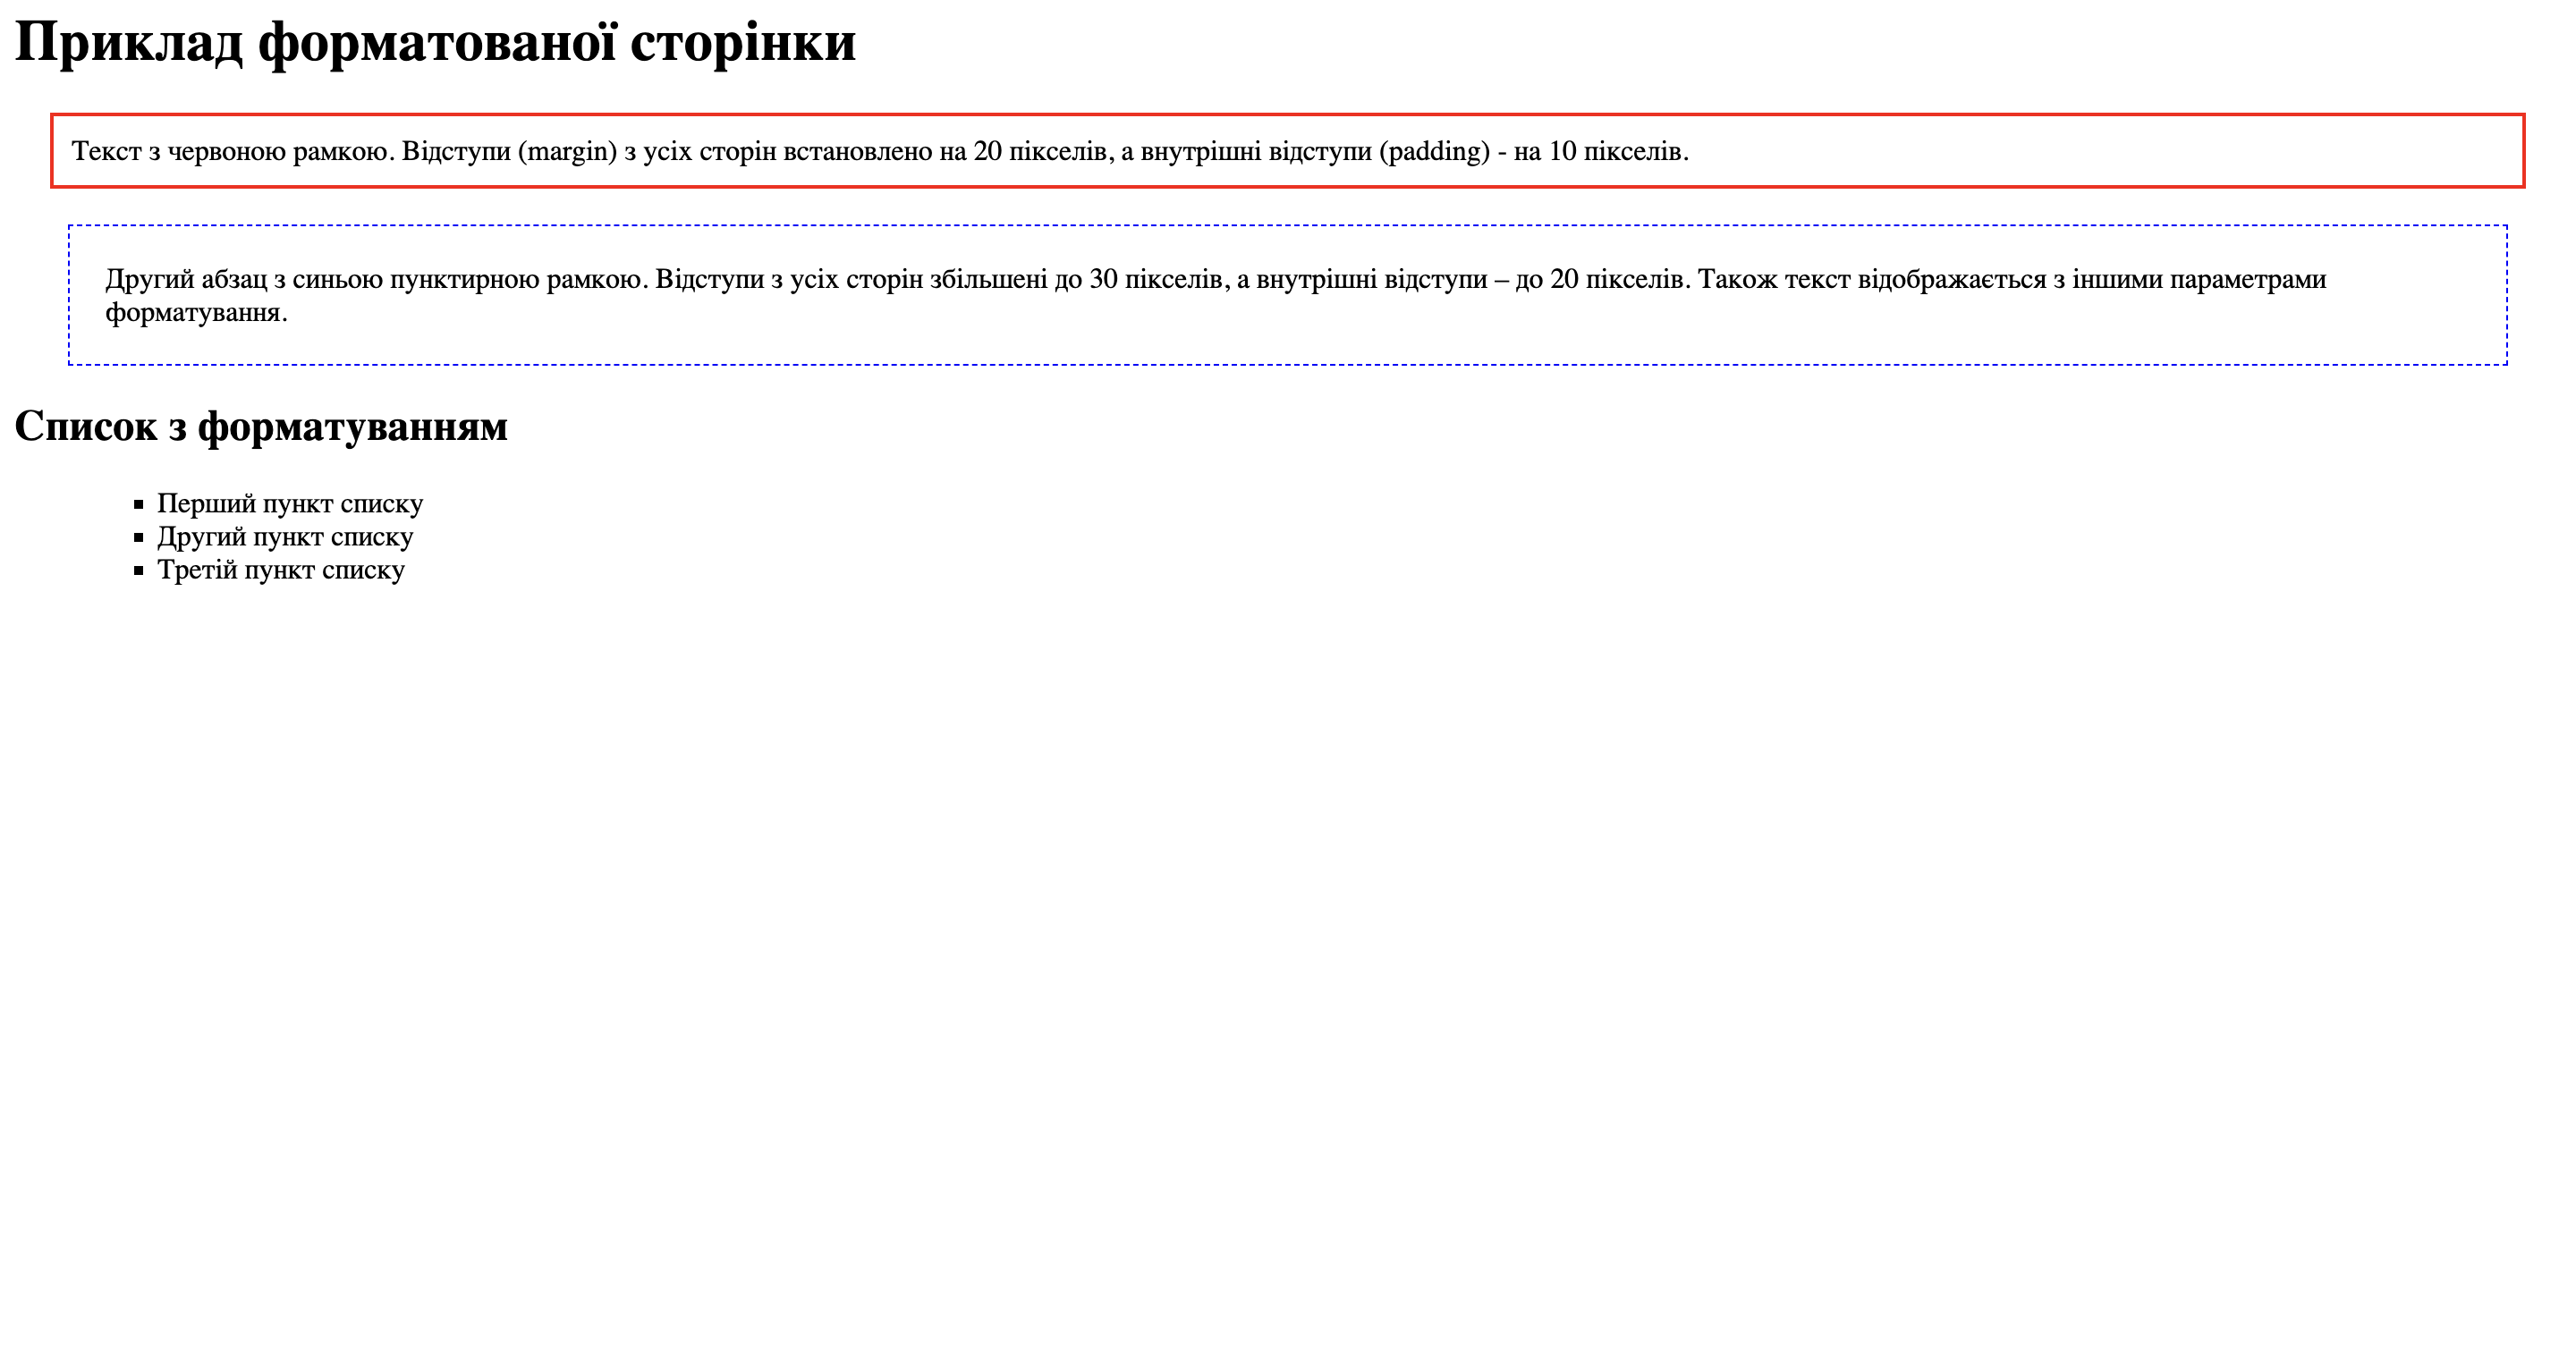 Приклад форматованої сторінки
Текст з червоною рамкою. Відступи (margin) з усіх сторін встановлено на 20 пікселів, а внутрішні відступи (padding) - на 10 пікселів.
Другий абзац з синьою пунктирною рамкою. Відступи з усіх сторін збільшені до 30 пікселів, а внутрішні відступи – до 20 пікселів. Також текст відображається з іншими параметрами
форматування.
Список з форматуванням
Перший пункт списку
Другий пункт списку
Третій пункт списку